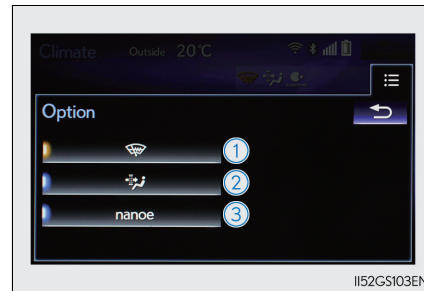 Climate Outside 20℃
Option
1
2
nanoe 3
II52GS103EN